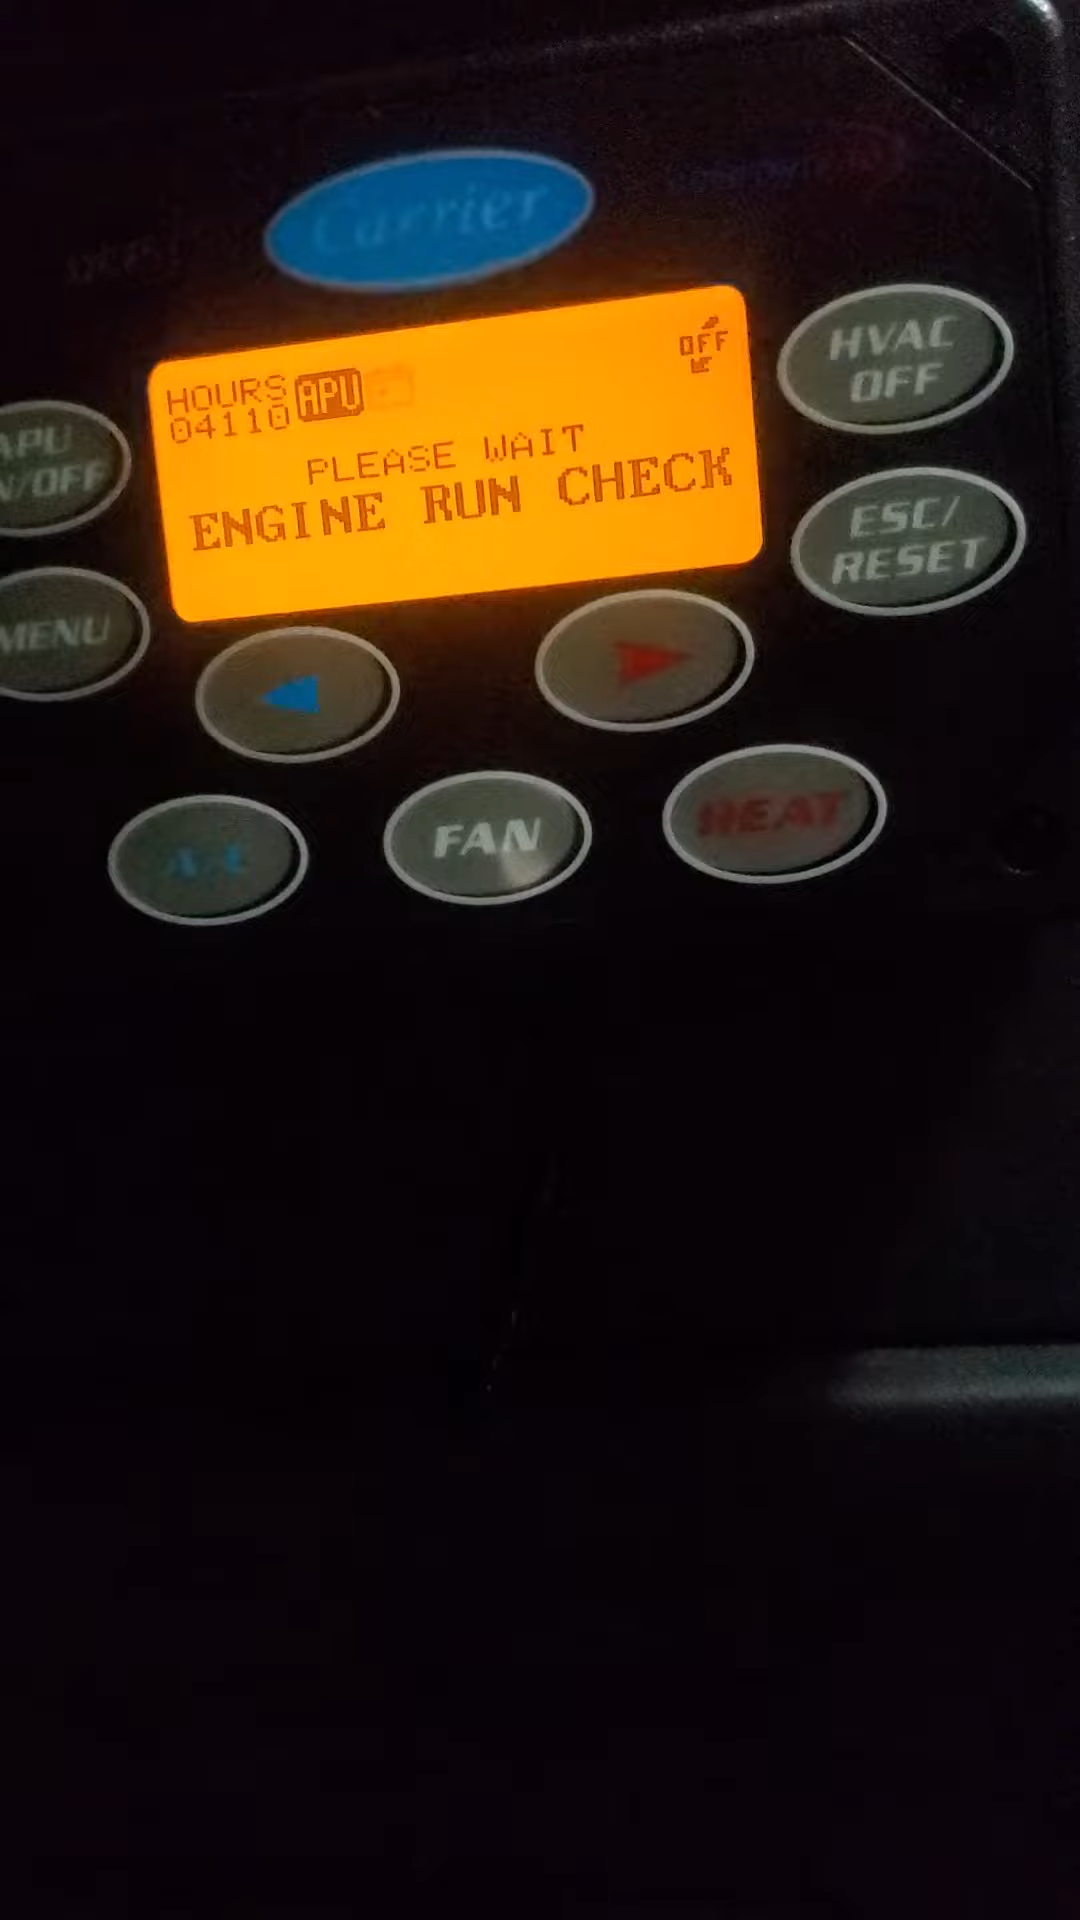 Carrier
HOURS APU OFF
04110
PLEASE WAIT
ENGINE RUN CHECK
HVAC
OFF
APU
N/OFF
ESC/
RESET
MENU
FAN
HEAT